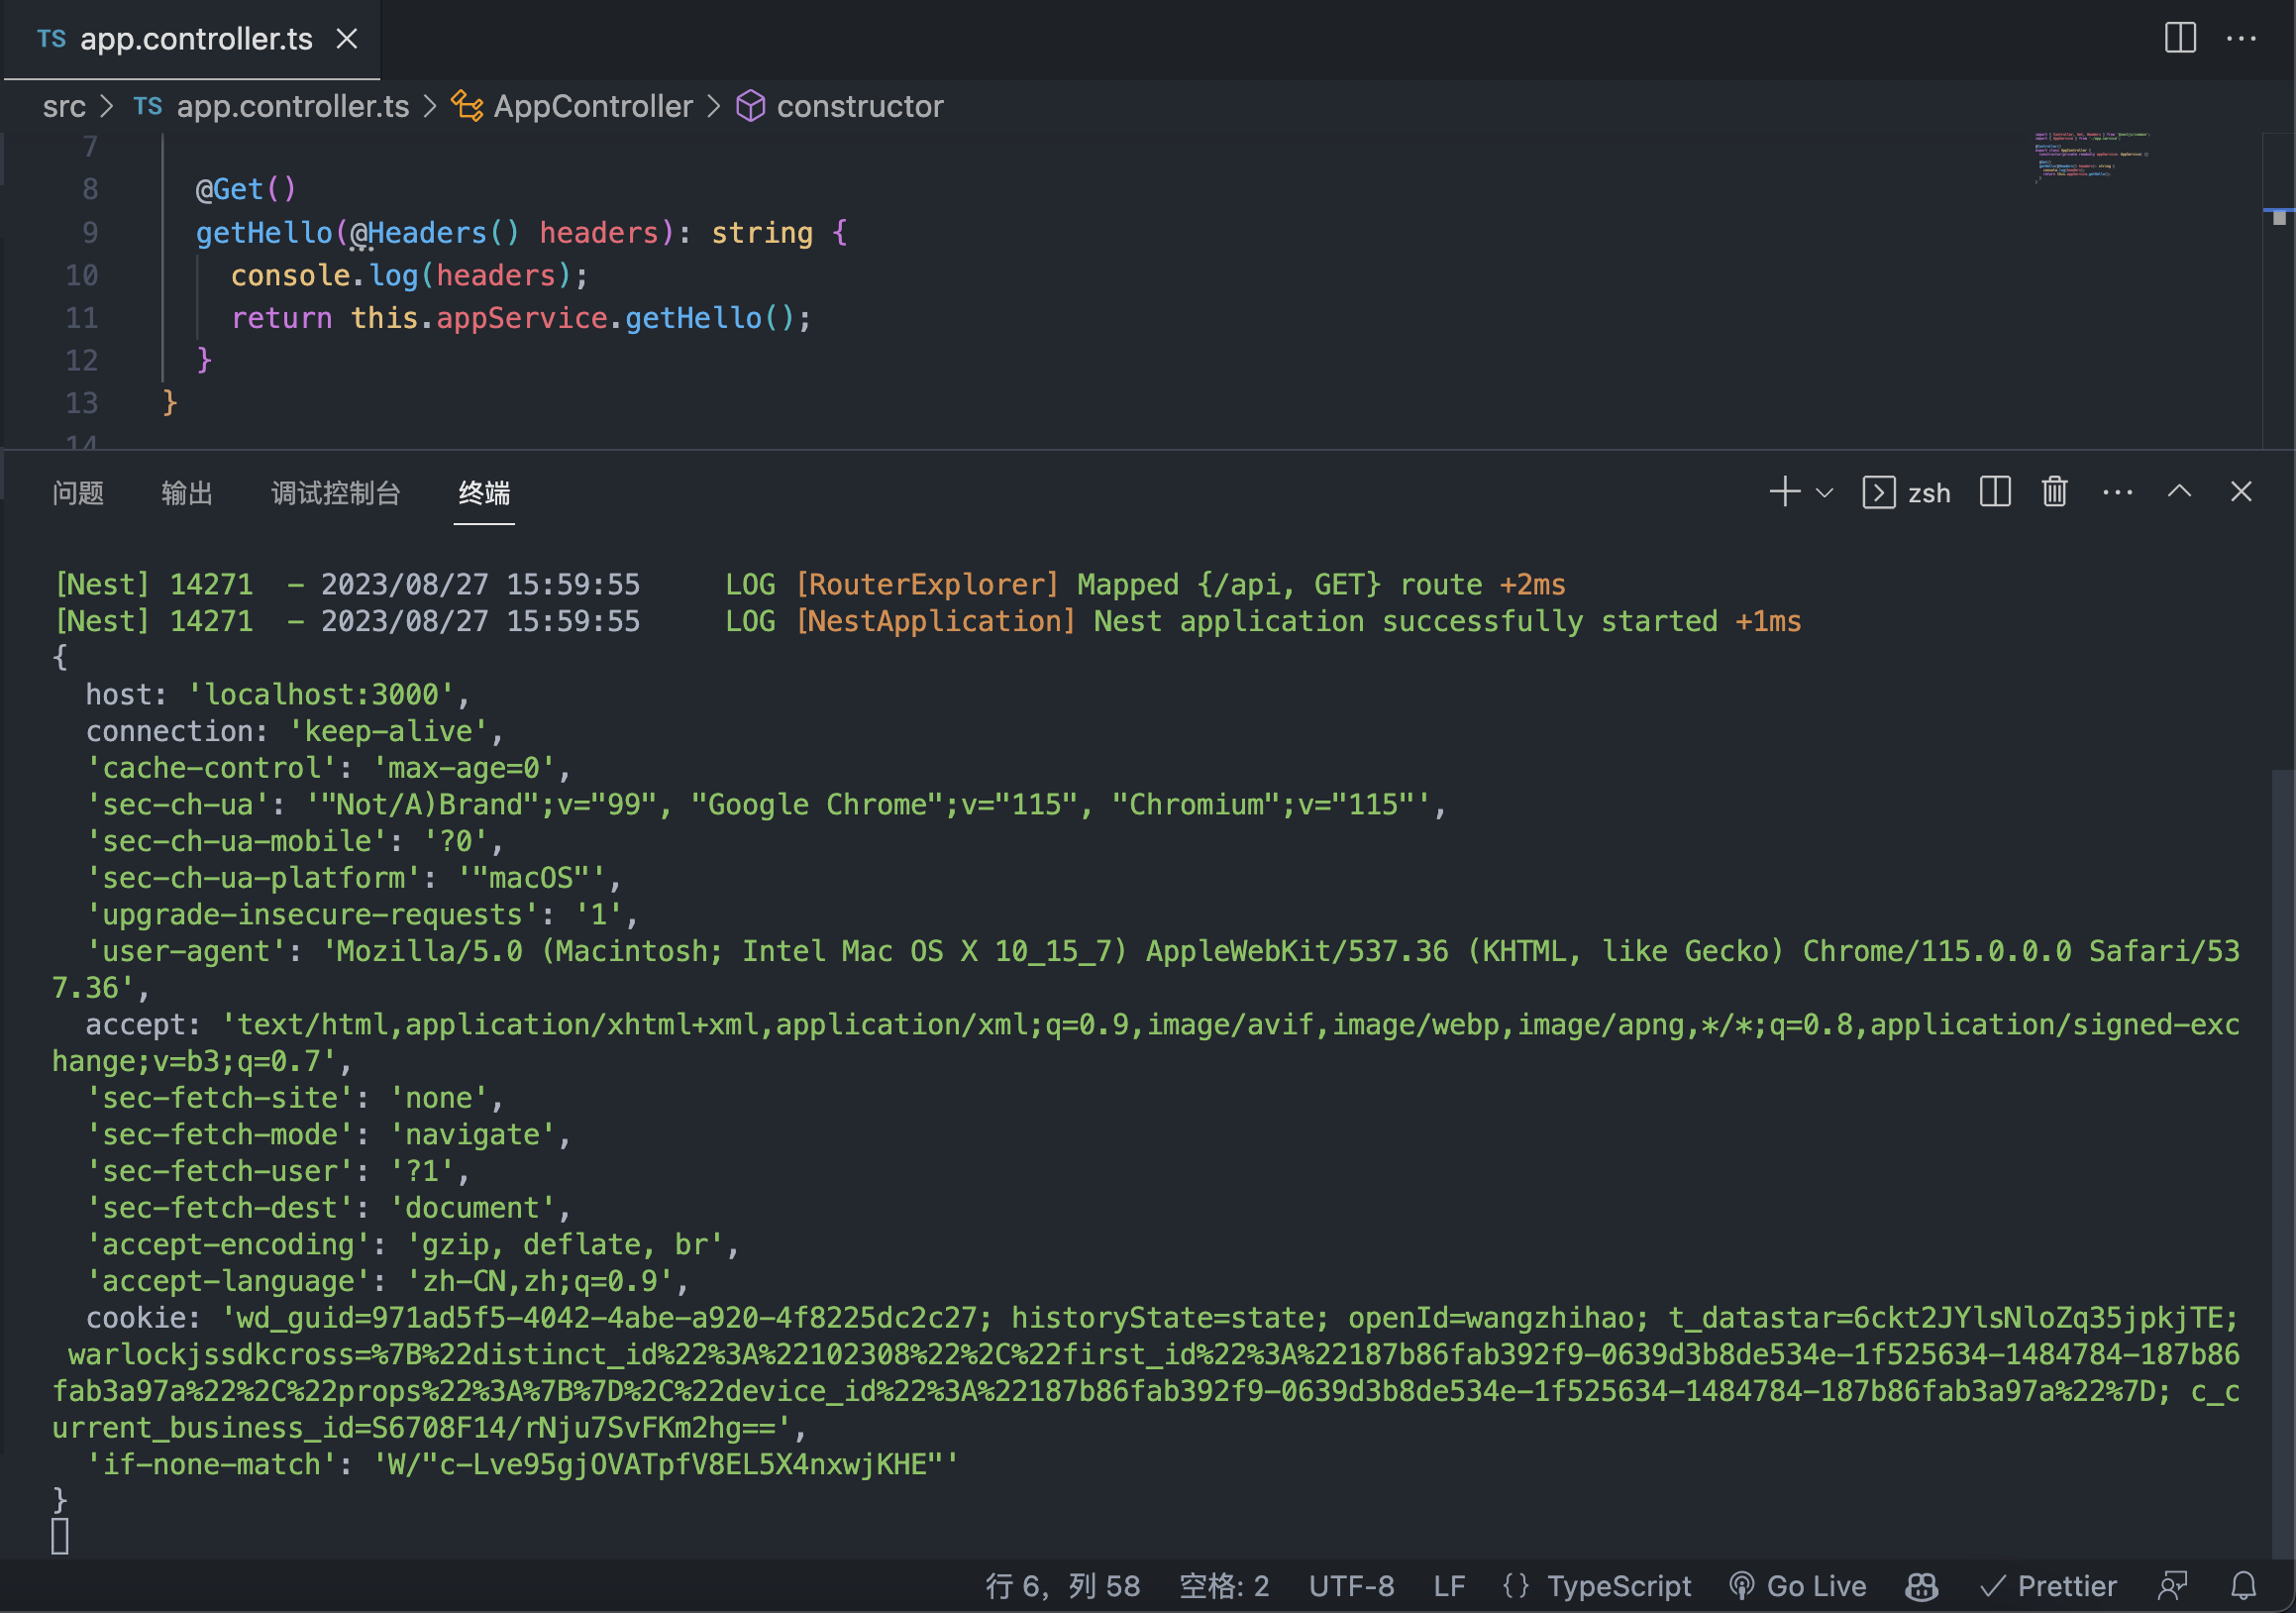 TS app.controller.ts
src > TS app.controller.ts > AppController > constructor
7
8 @Get()
9 getHello(@Headers() headers): string {
10 console.log(headers);
11 return this.appService.getHello();
12 }
13 }
14
问题 输出 调试控制台 终端 zsh
[Nest] 14271  - 2023/08/27 15:59:55     LOG [RouterExplorer] Mapped {/api, GET} route +2ms
[Nest] 14271  - 2023/08/27 15:59:55     LOG [NestApplication] Nest application successfully started +1ms
{
  host: 'localhost:3000',
  connection: 'keep-alive',
  'cache-control': 'max-age=0',
  'sec-ch-ua': '"Not/A)Brand";v="99", "Google Chrome";v="115", "Chromium";v="115"',
  'sec-ch-ua-mobile': '?0',
  'sec-ch-ua-platform': '"macOS"',
  'upgrade-insecure-requests': '1',
  'user-agent': 'Mozilla/5.0 (Macintosh; Intel Mac OS X 10_15_7) AppleWebKit/537.36 (KHTML, like Gecko) Chrome/115.0.0.0 Safari/53
7.36',
  accept: 'text/html,application/xhtml+xml,application/xml;q=0.9,image/avif,image/webp,image/apng,*/*;q=0.8,application/signed-exc
hange;v=b3;q=0.7',
  'sec-fetch-site': 'none',
  'sec-fetch-mode': 'navigate',
  'sec-fetch-user': '?1',
  'sec-fetch-dest': 'document',
  'accept-encoding': 'gzip, deflate, br',
  'accept-language': 'zh-CN,zh;q=0.9',
  cookie: 'wd_guid=971ad5f5-4042-4abe-a920-4f8225dc2c27; historyState=state; openId=wangzhihao; t_datastar=6ckt2JYlsNloZq35jpkjTE;
 warlockjssdkcross=%7B%22distinct_id%22%3A%22102308%22%2C%22first_id%22%3A%22187b86fab392f9-0639d3b8de534e-1f525634-1484784-187b86
fab3a97a%22%2C%22props%22%3A%7B%7D%2C%22device_id%22%3A%22187b86fab392f9-0639d3b8de534e-1f525634-1484784-187b86fab3a97a%22%7D; c_c
urrent_business_id=S6708F14/rNju7SvFKm2hg==',
  'if-none-match': 'W/"c-Lve95gjOVATpfV8EL5X4nxwjKHE"'
}
行 6，列 58 空格: 2 UTF-8 LF {} TypeScript Go Live Prettier